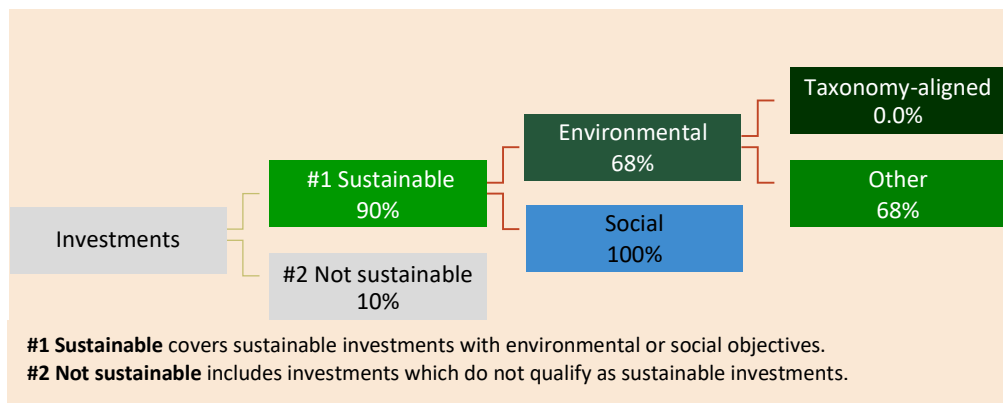 Investments
#1 Sustainable
90%
#2 Not sustainable
10%
Environmental
68%
Social
100%
Taxonomy-aligned
0.0%
Other
68%
#1 Sustainable covers sustainable investments with environmental or social objectives.
#2 Not sustainable includes investments which do not qualify as sustainable investments.